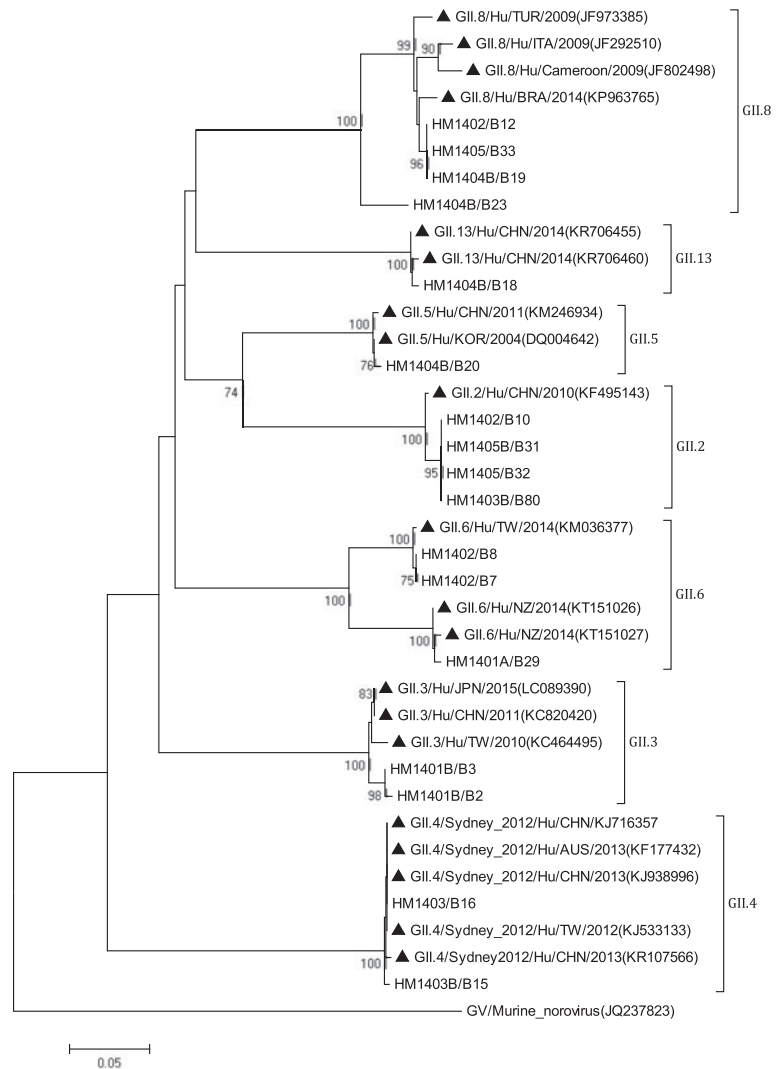 GII.8/Hu/TUR/2009(JF973385)
99
90
GII.8/Hu/ITA/2009(JF292510)
GII.8/Hu/Cameroon/2009(JF802498)
GII.8/Hu/BRA/2014(KP963765)
GII.8
100
HM1402/B12
HM1405/B33
96
HM1404B/B19
HM1404B/B23
GII.13/Hu/CHN/2014(KR706455)
100
GII.13/Hu/CHN/2014(KR706460)
GII.13
HM1404B/B18
GII.5/Hu/CHN/2011(KM246934)
100
GII.5/Hu/KOR/2004(DQ004642)
GII.5
76
HM1404B/B20
74
GII.2/Hu/CHN/2010(KF495143)
HM1402/B10
100
HM1405B/B31
GII.2
95
HM1405/B32
HM1403B/B80
GII.6/Hu/TW/2014(KM036377)
100
HM1402/B8
75
HM1402/B7
GII.6
100
GII.6/Hu/NZ/2014(KT151026)
100
GII.6/Hu/NZ/2014(KT151027)
HM1401A/B29
83
GII.3/Hu/JPN/2015(LC089390)
GII.3/Hu/CHN/2011(KC820420)
GII.3/Hu/TW/2010(KC464495)
GII.3
100
HM1401B/B3
98
HM1401B/B2
GII.4/Sydney_2012/Hu/CHN/KJ716357
GII.4/Sydney_2012/Hu/AUS/2013(KF177432)
GII.4/Sydney_2012/Hu/CHN/2013(KJ938996)
HM1403/B16
GII.4
GII.4/Sydney_2012/Hu/TW/2012(KJ533133)
100
GII.4/Sydney2012/Hu/CHN/2013(KR107566)
HM1403B/B15
GV/Murine_norovirus(JQ237823)
0.05